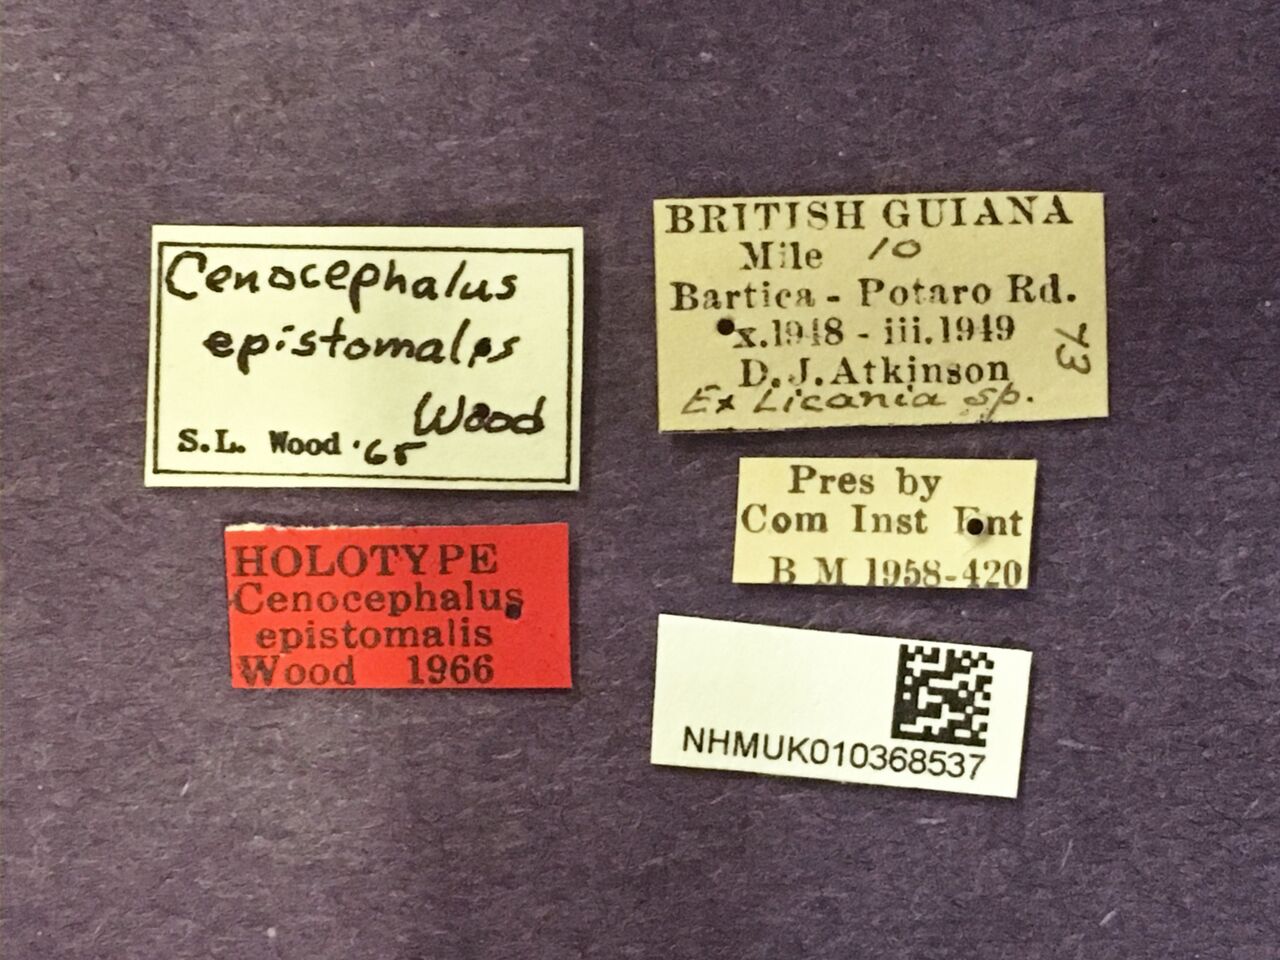 Cenocephalus
epistomalis
Wood
S.L. Wood '65
HOLOTYPE
Cenocephalus
epistomalis
Wood 1966
BRITISH GUIANA
Mile 10
Bartica - Potaro Rd.
x.1948 - iii.1949
D.J. Atkinson
Ex Licania sp.
73
Pres by
Com Inst Ent
B M 1958-420
NHMUK010368537